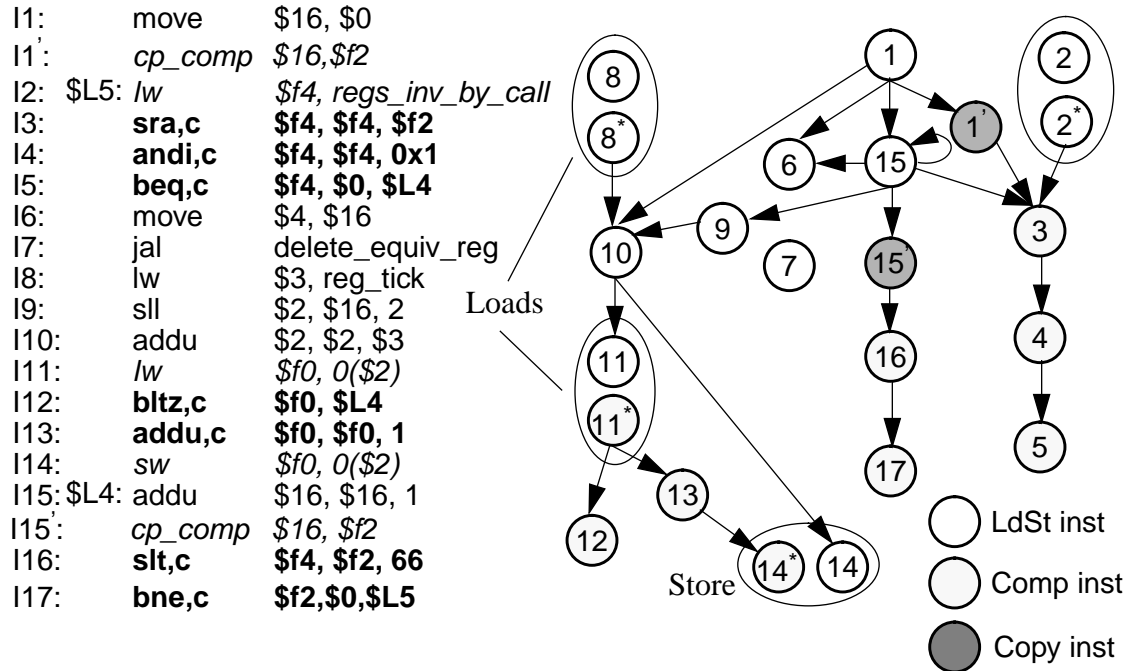 I1: move $16, $0
I1': cp_comp $16,$f2
I2: $L5: lw $f4, regs_inv_by_call
I3: sra,c $f4, $f4, $f2
I4: andi,c $f4, $f4, 0x1
I5: beq,c $f4, $0, $L4
I6: move $4, $16
I7: jal delete_equiv_reg
I8: lw $3, reg_tick
I9: sll $2, $16, 2
I10: addu $2, $2, $3
I11: lw $f0, 0($2)
I12: bltz,c $f0, $L4
I13: addu,c $f0, $f0, 1
I14: sw $f0, 0($2)
I15: $L4: addu $16, $16, 1
I15': cp_comp $16, $f2
I16: slt,c $f4, $f2, 66
I17: bne,c $f2,$0,$L5
8
8*
1
2
2*
1'
6
15
9
3
10
7
15'
Loads
11
11*
16
4
17
5
13
12
14*
14
Store
LdSt inst
Comp inst
Copy inst